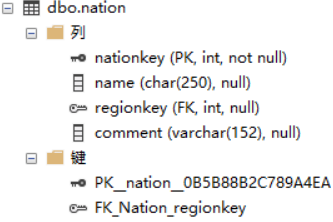 dbo.nation
列
nationkey (PK, int, not null)
name (char(250), null)
regionkey (FK, int, null)
comment (varchar(152), null)
键
PK__nation__0B5B88B2C789A4EA
FK_Nation_regionkey